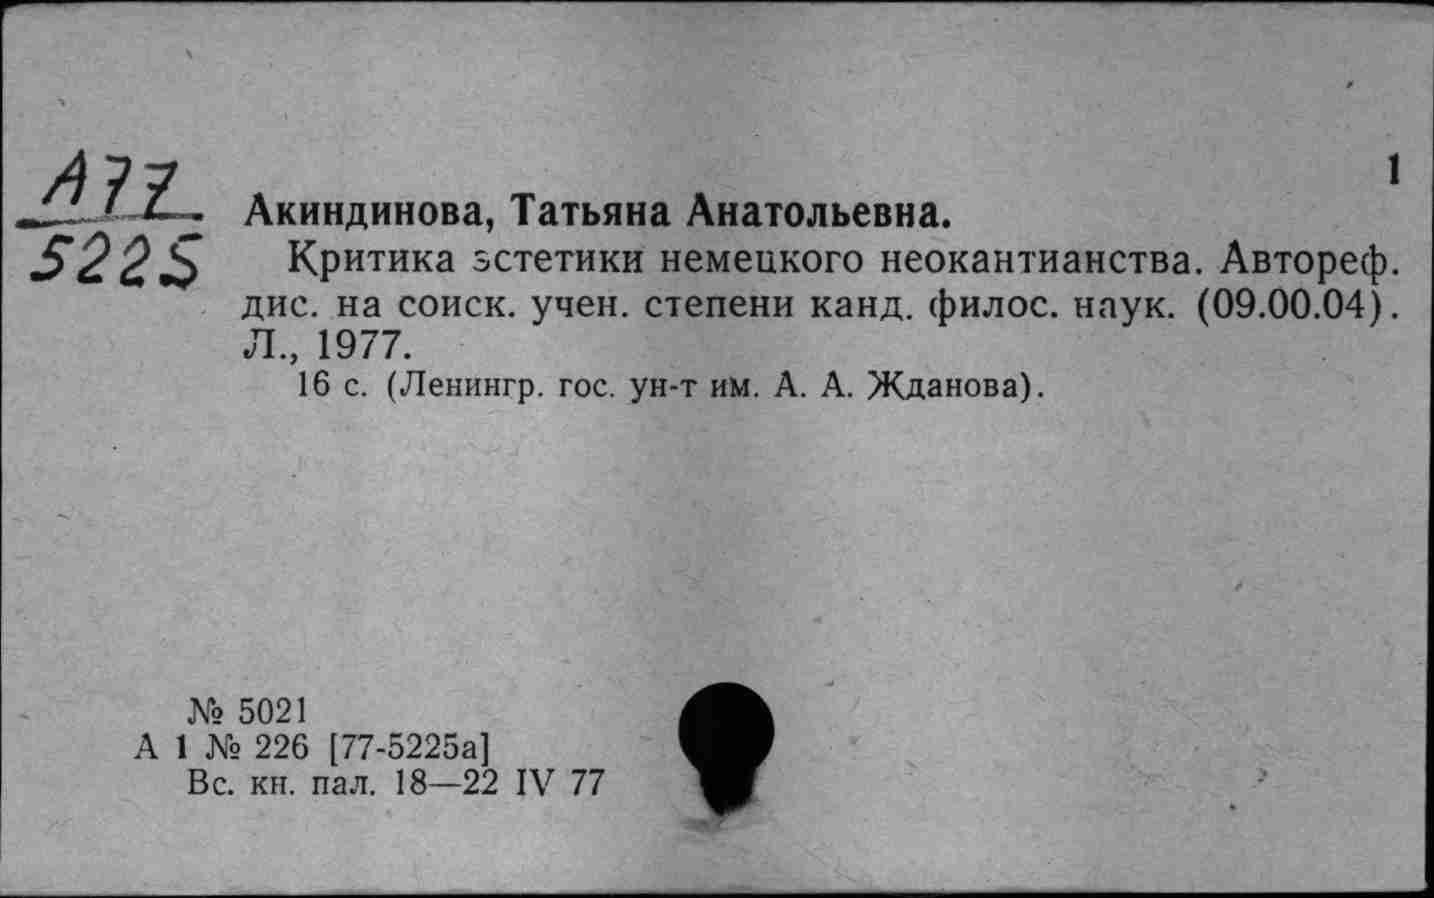 А77
5225
1
Акиндинова, Татьяна Анатольевна.
Критика эстетики немецкого неокантианства. Автореф.
дис. на соиск. учен. степени канд. филос. наук. (09.00.04).
Л., 1977.
16 с. (Ленингр. гос. ун-т им. А. А. Жданова).
№ 5021
А 1 № 226 [77-5225а]
Вс. кн. пал. 18—22 IV 77